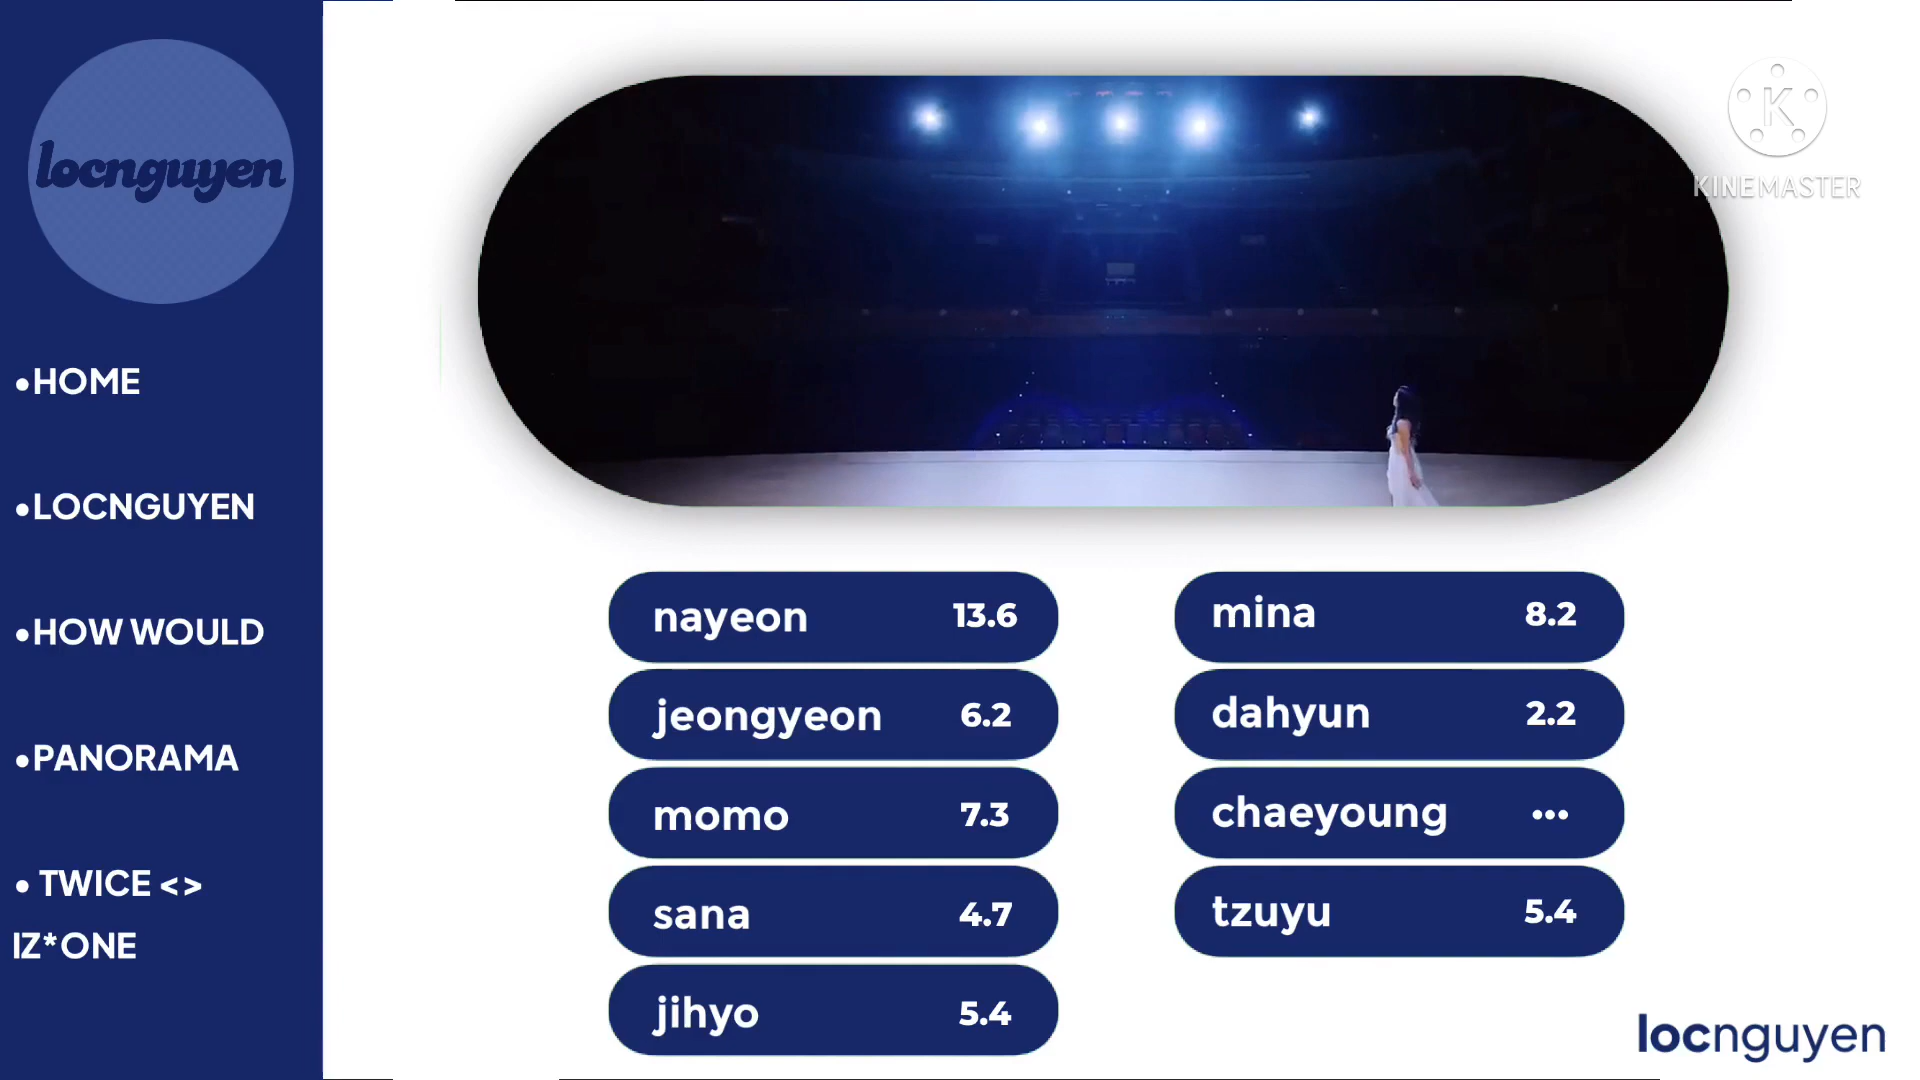 locnguyen
•HOME
•LOCNGUYEN
•HOW WOULD
•PANORAMA
• TWICE <>
IZ*ONE
KINEMASTER
nayeon 13.6
jeongyeon 6.2
momo 7.3
sana 4.7
jihyo 5.4
mina 8.2
dahyun 2.2
chaeyoung •••
tzuyu 5.4
locnguyen